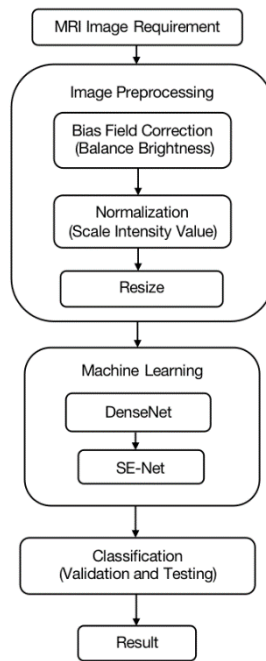 MRI Image Requirement
Image Preprocessing
Bias Field Correction
(Balance Brightness)
Normalization
(Scale Intensity Value)
Resize
Machine Learning
DenseNet
SE-Net
Classification
(Validation and Testing)
Result